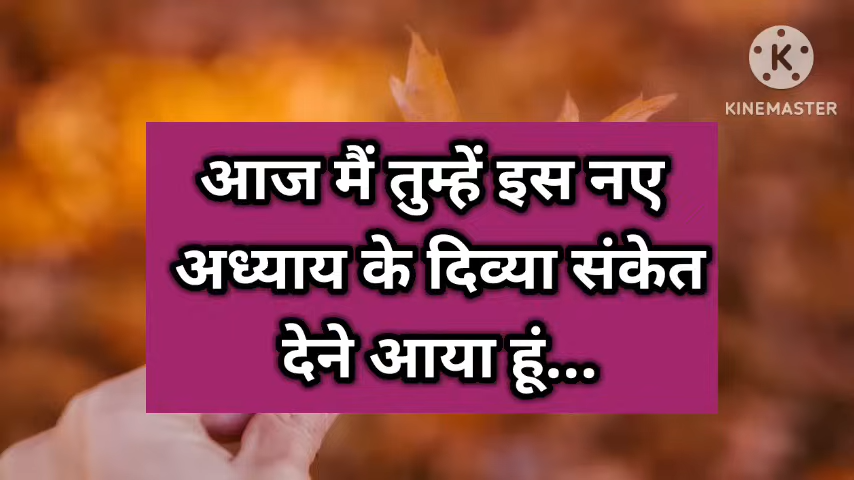 KINEMASTER
आज मैं तुम्हें इस नए
अध्याय के दिव्या संकेत
देने आया हूं...